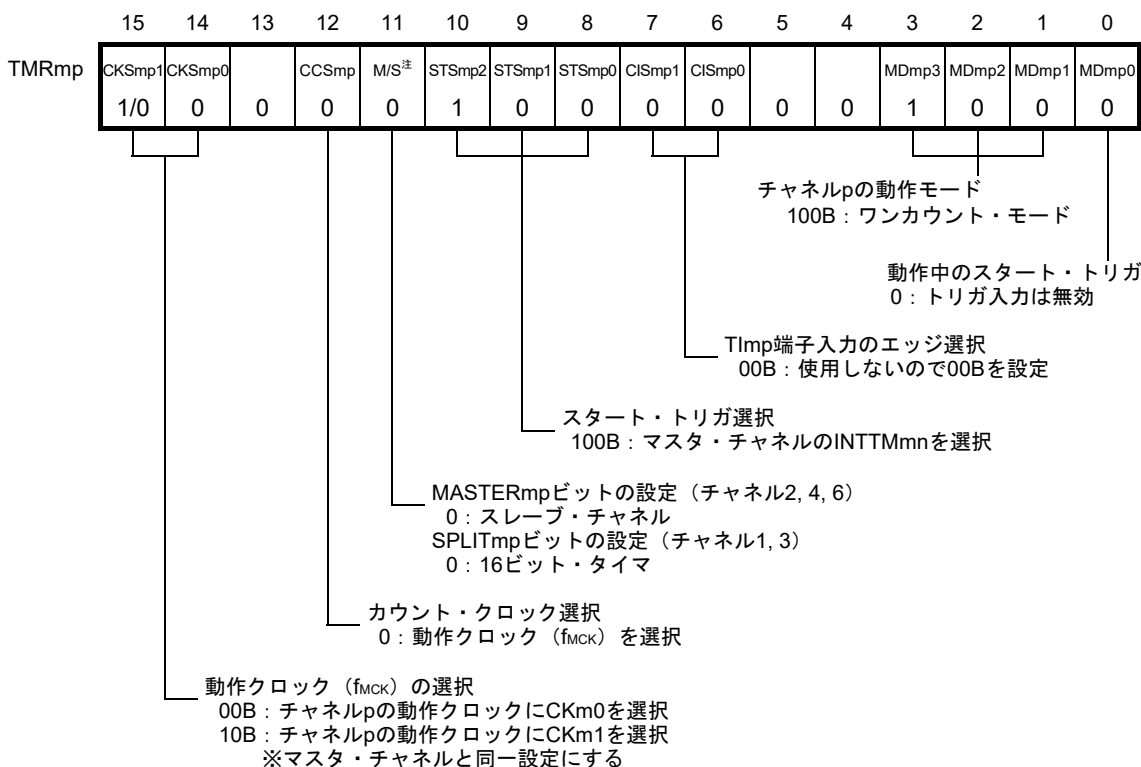 15 14 13 12 11 10 9 8 7 6 5 4 3 2 1 0
TMRmp CKSmp1 CKSmp0 CCSmp M/S注 STSmp2 STSmp1 STSmp0 CISmp1 CISmp0 MDmp3 MDmp2 MDmp1 MDmp0
1/0 0 0 0 0 1 0 0 0 0 0 0 1 0 0 0
チャネルpの動作モード
100B：ワンカウント・モード
動作中のスタート・トリガ
0：トリガ入力は無効
TImp端子入力のエッジ選択
00B：使用しないので00Bを設定
スタート・トリガ選択
100B：マスタ・チャネルのINTTMmnを選択
MASTERmpビットの設定（チャネル2, 4, 6）
0：スレーブ・チャネル
SPLITmpビットの設定（チャネル1, 3）
0：16ビット・タイマ
カウント・クロック選択
0：動作クロック（fMCK）を選択
動作クロック（fMCK）の選択
00B：チャネルpの動作クロックにCKm0を選択
10B：チャネルpの動作クロックにCKm1を選択
※マスタ・チャネルと同一設定にする